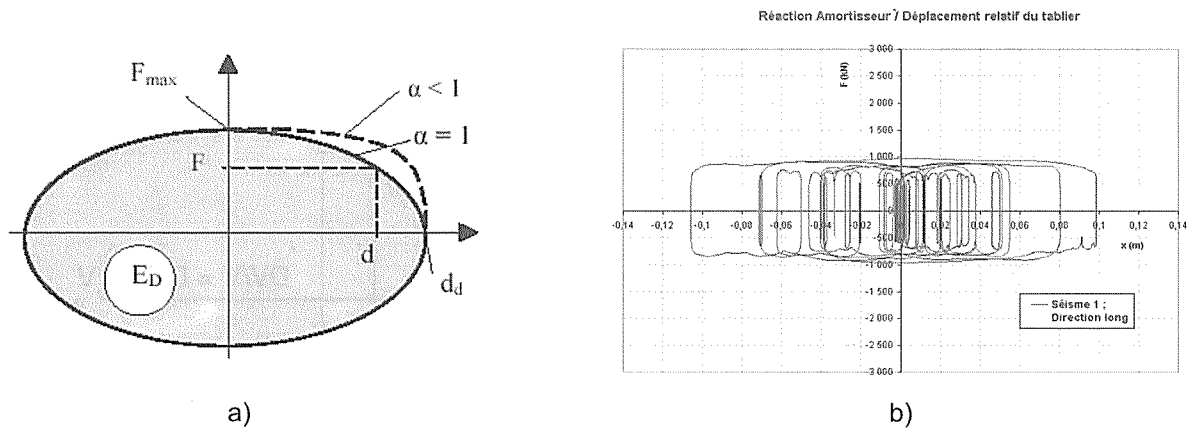 F_max
α < 1
α = 1
F
d
d_d
E_D
a)
Réaction Amortisseur / Déplacement relatif du tablier
F (kN)
3 000
2 500
2 000
1 500
1 000
500
0
-500
-1 000
-1 500
-2 000
-2 500
-3 000
-0,14 -0,12 -0,1 -0,08 -0,06 -0,04 -0,02 0,02 0,04 0,06 0,08 0,1 0,12 0,14
x (m)
Séisme 1 ;
Direction long
b)